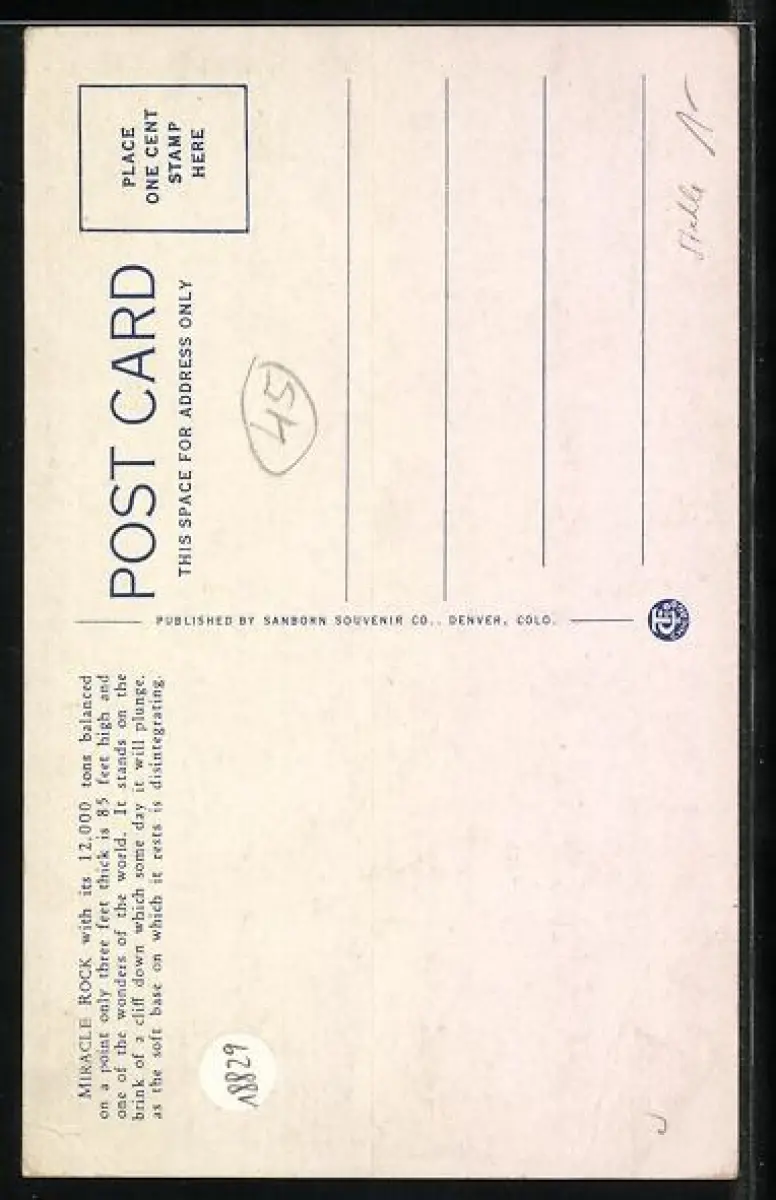 MIRACLE ROCK with its 12,000 tons balanced
on a point only three feet thick is 85 feet high and
one of the wonders of the world. It stands on the
brink of a cliff down which some day it will plunge,
as the soft base on which it rests is disintegrating.
18829
PUBLISHED BY SANBORN SOUVENIR CO., DENVER, COLO.
POST CARD
THIS SPACE FOR ADDRESS ONLY
PLACE
ONE CENT
STAMP
HERE
45